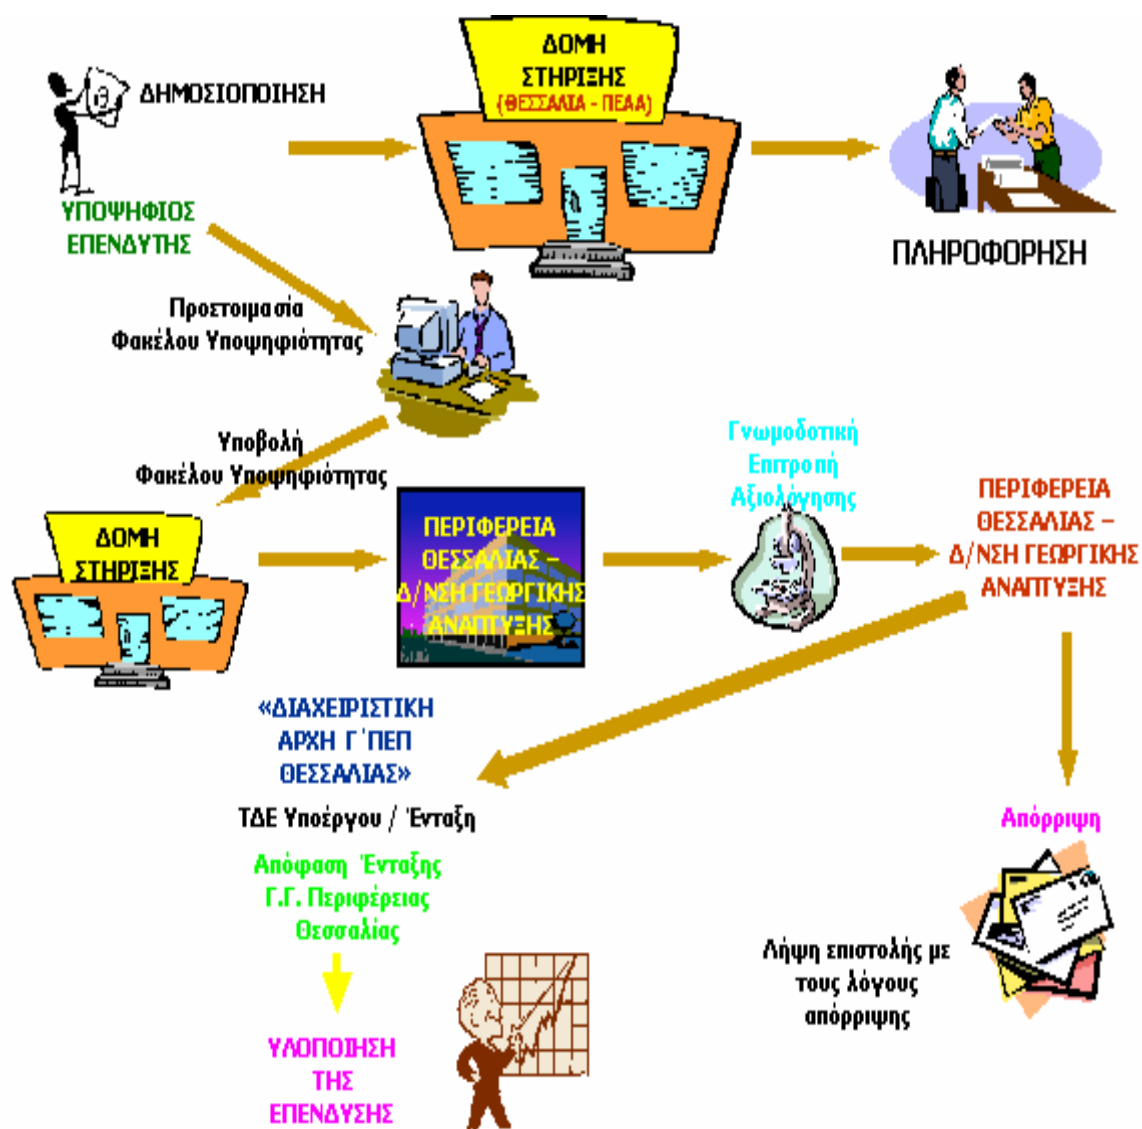 ΔΟΜΗ
ΣΤΗΡΙΞΗΣ
(ΘΕΣΣΑΛΙΑ - ΠΕΑΑ)
ΔΗΜΟΣΙΟΠΟΙΗΣΗ
ΥΠΟΨΗΦΙΟΣ
ΕΠΕΝΔΥΤΗΣ
ΠΛΗΡΟΦΟΡΗΣΗ
Προετοιμασία
Φακέλου Υποψηφιότητας
Υποβολή
Φακέλου Υποψηφιότητας
Γνωμοδοτική
Επιτροπή
Αξιολόγησης
ΔΟΜΗ
ΣΤΗΡΙΞΗΣ
ΠΕΡΙΦΕΡΕΙΑ
ΘΕΣΣΑΛΙΑΣ –
Δ/ΝΣΗ ΓΕΩΡΓΙΚΗΣ
ΑΝΑΠΤΥΞΗΣ
ΠΕΡΙΦΕΡΕΙΑ
ΘΕΣΣΑΛΙΑΣ –
Δ/ΝΣΗ ΓΕΩΡΓΙΚΗΣ
ΑΝΑΠΤΥΞΗΣ
«ΔΙΑΧΕΙΡΙΣΤΙΚΗ
ΑΡΧΗ Γ΄ΠΕΠ
ΘΕΣΣΑΛΙΑΣ»
ΤΔΕ Υποέργου / Ένταξη
Απόφαση Ένταξης
Γ.Γ. Περιφέρειας
Θεσσαλίας
ΥΛΟΠΟΙΗΣΗ
ΤΗΣ
ΕΠΕΝΔΥΣΗΣ
Απόρριψη
Λήψη επιστολής με
τους λόγους
απόρριψης